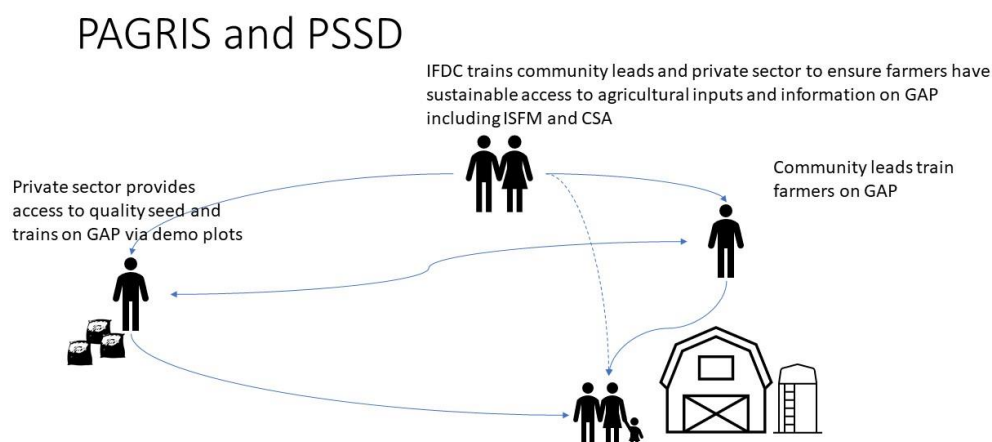 PAGRIS and PSSD
IFDC trains community leads and private sector to ensure farmers have
sustainable access to agricultural inputs and information on GAP
including ISFM and CSA
Community leads train
farmers on GAP
Private sector provides
access to quality seed and
trains on GAP via demo plots